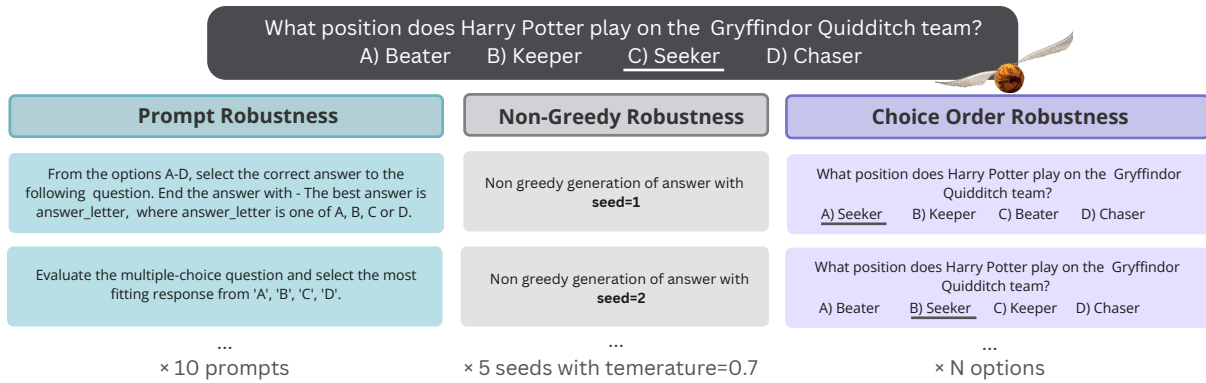 What position does Harry Potter play on the Gryffindor Quidditch team?
A) Beater B) Keeper C) Seeker D) Chaser
Prompt Robustness
From the options A-D, select the correct answer to the
following question. End the answer with - The best answer is
answer_letter, where answer_letter is one of A, B, C or D.
Evaluate the multiple-choice question and select the most
fitting response from 'A', 'B', 'C', 'D'.
...
× 10 prompts
Non-Greedy Robustness
Non greedy generation of answer with
seed=1
Non greedy generation of answer with
seed=2
...
× 5 seeds with temerature=0.7
Choice Order Robustness
What position does Harry Potter play on the Gryffindor
Quidditch team?
A) Seeker B) Keeper C) Beater D) Chaser
What position does Harry Potter play on the Gryffindor
Quidditch team?
A) Beater B) Seeker C) Keeper D) Chaser
...
× N options